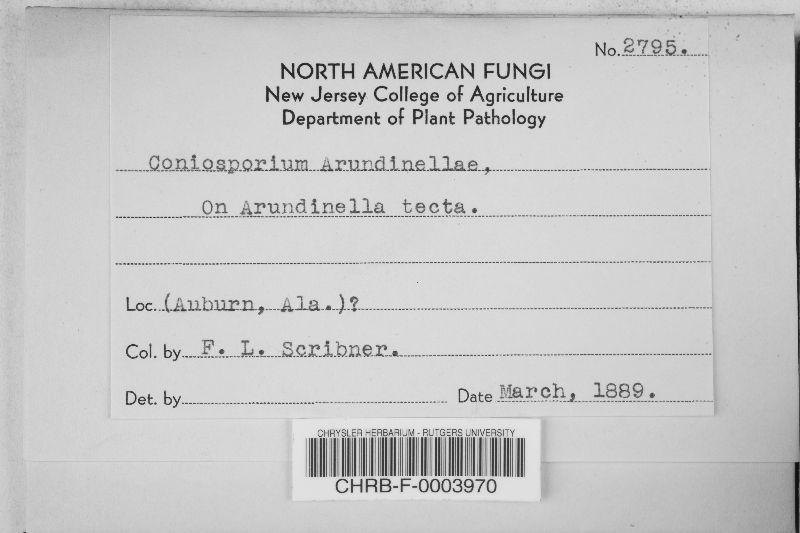 No. 2795.
NORTH AMERICAN FUNGI
New Jersey College of Agriculture
Department of Plant Pathology
Coniosporium Arundinellae,
On Arundinella tecta.
Loc. (Auburn, Ala.)?
Col. by F. L. Scribner.
Det. by Date March, 1889.
CHRYSLER HERBARIUM - RUTGERS UNIVERSITY
CHRB-F-0003970